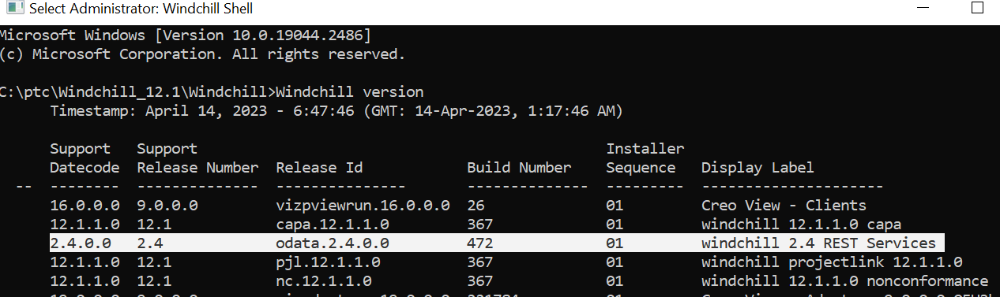 Select Administrator: Windchill Shell
Microsoft Windows [Version 10.0.19044.2486]
(c) Microsoft Corporation. All rights reserved.
C:\ptc\Windchill_12.1\Windchill>Windchill version
Timestamp: April 14, 2023 - 6:47:46 (GMT: 14-Apr-2023, 1:17:46 AM)
Support Support Installer
Datecode Release Number Release Id Build Number Sequence Display Label
-- -------- -------------- --------------- -------------- --------- ---------------------
16.0.0.0 9.0.0.0 vizpviewrun.16.0.0.0 26 01 Creo View - Clients
12.1.1.0 12.1 capa.12.1.1.0 367 01 windchill 12.1.1.0 capa
2.4.0.0 2.4 odata.2.4.0.0 472 01 windchill 2.4 REST Services
12.1.1.0 12.1 pjl.12.1.1.0 367 01 windchill projectlink 12.1.1.0
12.1.1.0 12.1 nc.12.1.1.0 367 01 windchill 12.1.1.0 nonconformance